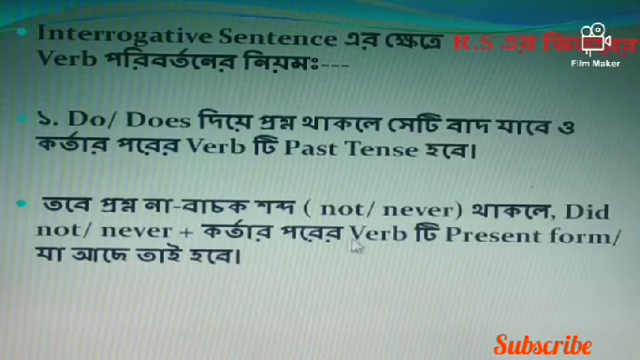 Interrogative Sentence এর ক্ষেত্রে R.S এর ভিতরের
Verb পরিবর্তনের নিয়মঃ---
Film Maker
১. Do/ Does দিয়ে প্রশ্ন থাকলে সেটি বাদ যাবে ও
কর্তার পরের Verb টি Past Tense হবে।
তবে প্রশ্ন না-বাচক শব্দ ( not/ never) থাকলে, Did
not/ never + কর্তার পরের Verb টি Present form/
যা আছে তাই হবে।
Subscribe